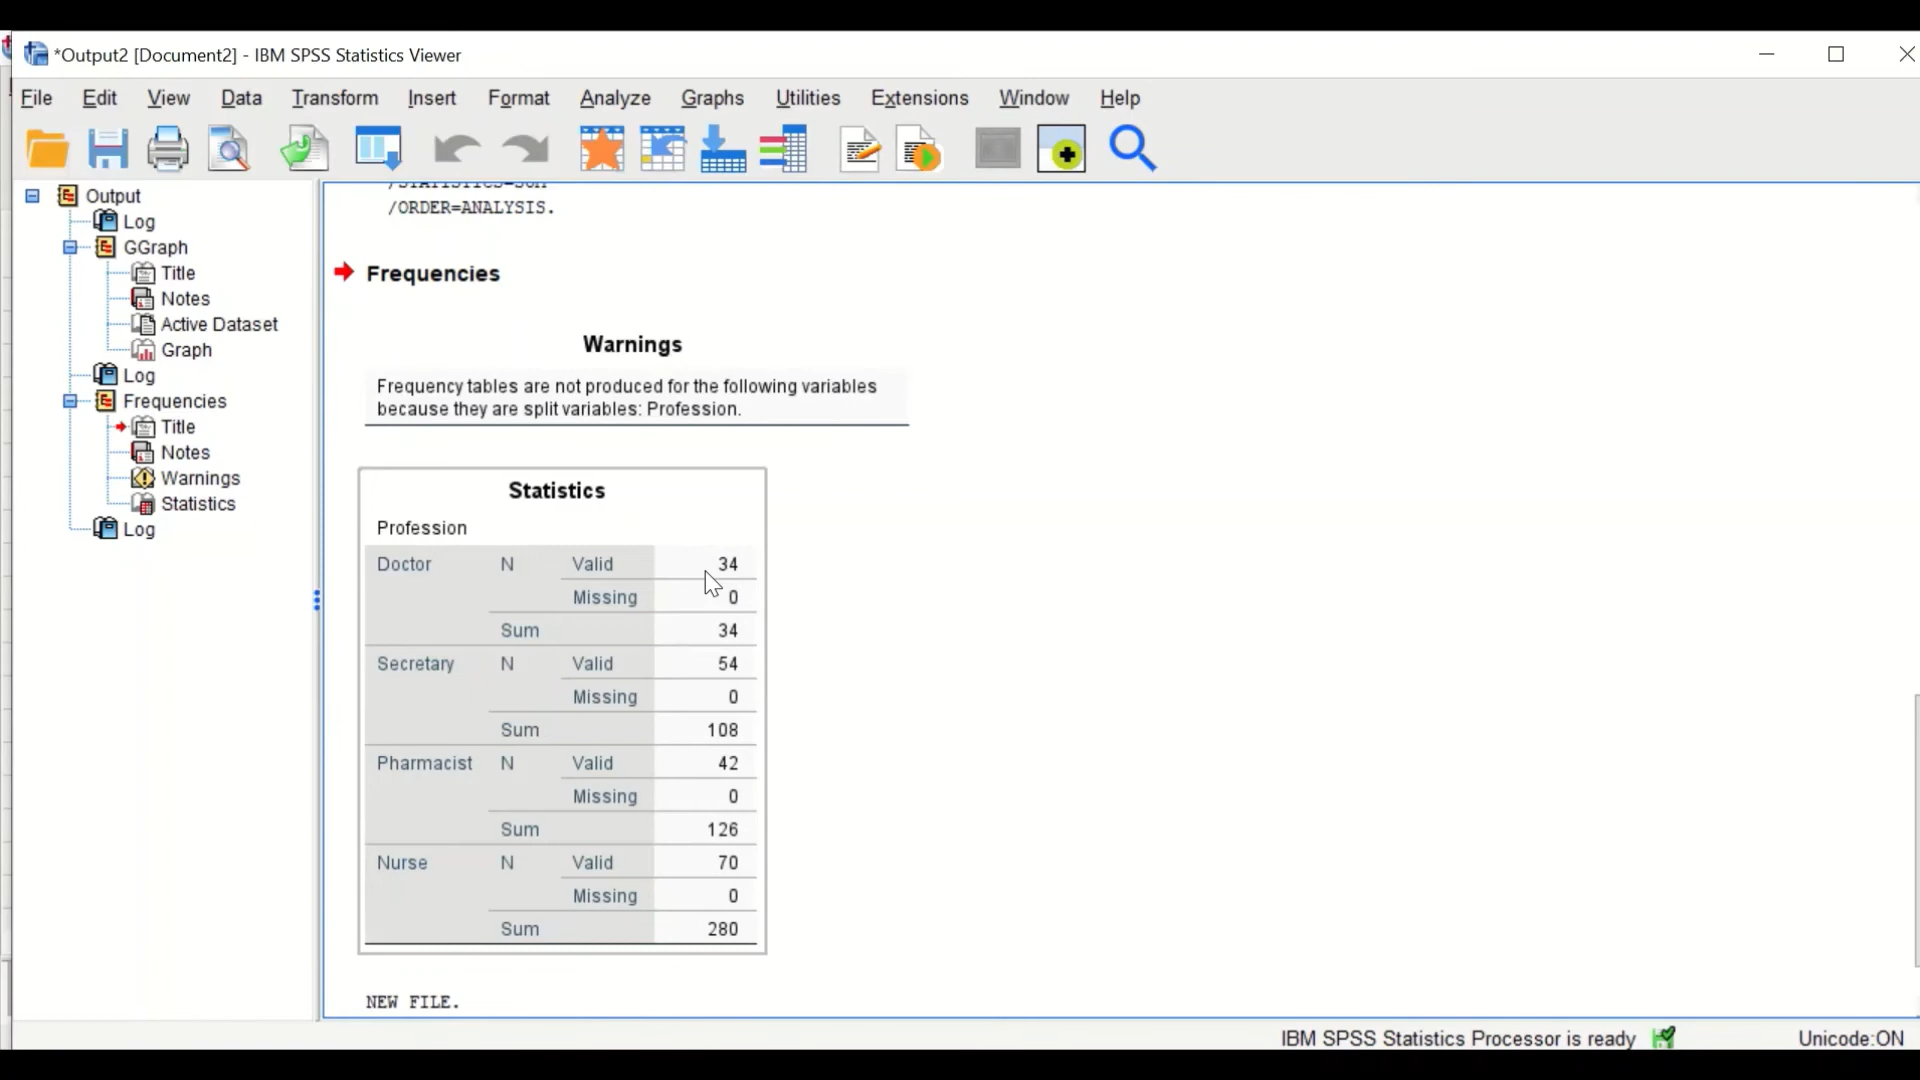 *Output2 [Document2] - IBM SPSS Statistics Viewer
File Edit View Data Transform Insert Format Analyze Graphs Utilities Extensions Window Help
Output
Log
GGraph
Title
Notes
Active Dataset
Graph
Log
Frequencies
Title
Notes
Warnings
Statistics
Log
/STATISTICS=SUM
/ORDER=ANALYSIS.
Frequencies
Warnings
Frequency tables are not produced for the following variables
because they are split variables: Profession.
Statistics
Profession
Doctor N Valid 34
Missing 0
Sum 34
Secretary N Valid 54
Missing 0
Sum 108
Pharmacist N Valid 42
Missing 0
Sum 126
Nurse N Valid 70
Missing 0
Sum 280
NEW FILE.
IBM SPSS Statistics Processor is ready Unicode:ON